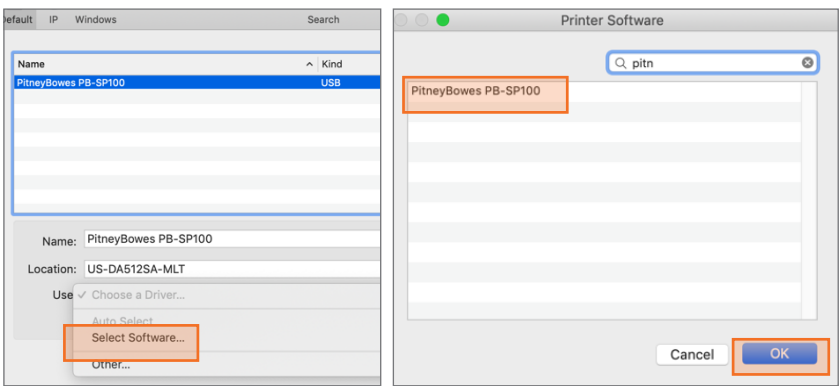 Default IP Windows Search
Name Kind
PitneyBowes PB-SP100 USB
Name: PitneyBowes PB-SP100
Location: US-DA512SA-MLT
Use ✓ Choose a Driver...
Auto Select
Select Software...
Other...
Printer Software
pitn
PitneyBowes PB-SP100
Cancel OK